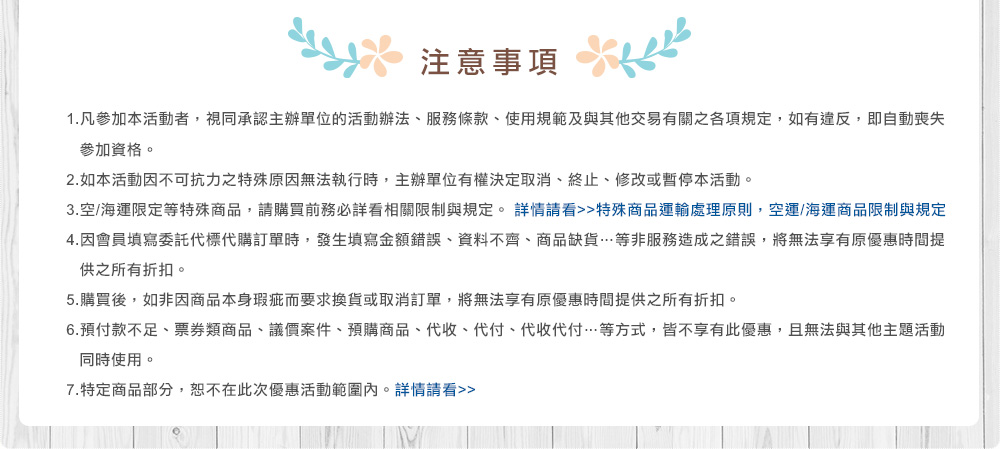 注意事項
1.凡參加本活動者，視同承認主辦單位的活動辦法、服務條款、使用規範及與其他交易有關之各項規定，如有違反，即自動喪失
參加資格。
2.如本活動因不可抗力之特殊原因無法執行時，主辦單位有權決定取消、終止、修改或暫停本活動。
3.空/海運限定等特殊商品，請購買前務必詳看相關限制與規定。 詳情請看>>特殊商品運輸處理原則，空運/海運商品限制與規定
4.因會員填寫委託代標代購訂單時，發生填寫金額錯誤、資料不齊、商品缺貨⋯等非服務造成之錯誤，將無法享有原優惠時間提
供之所有折扣。
5.購買後，如非因商品本身瑕疵而要求換貨或取消訂單，將無法享有原優惠時間提供之所有折扣。
6.預付款不足、票券類商品、議價案件、預購商品、代收、代付、代收代付⋯等方式，皆不享有此優惠，且無法與其他主題活動
同時使用。
7.特定商品部分，恕不在此次優惠活動範圍內。詳情請看>>